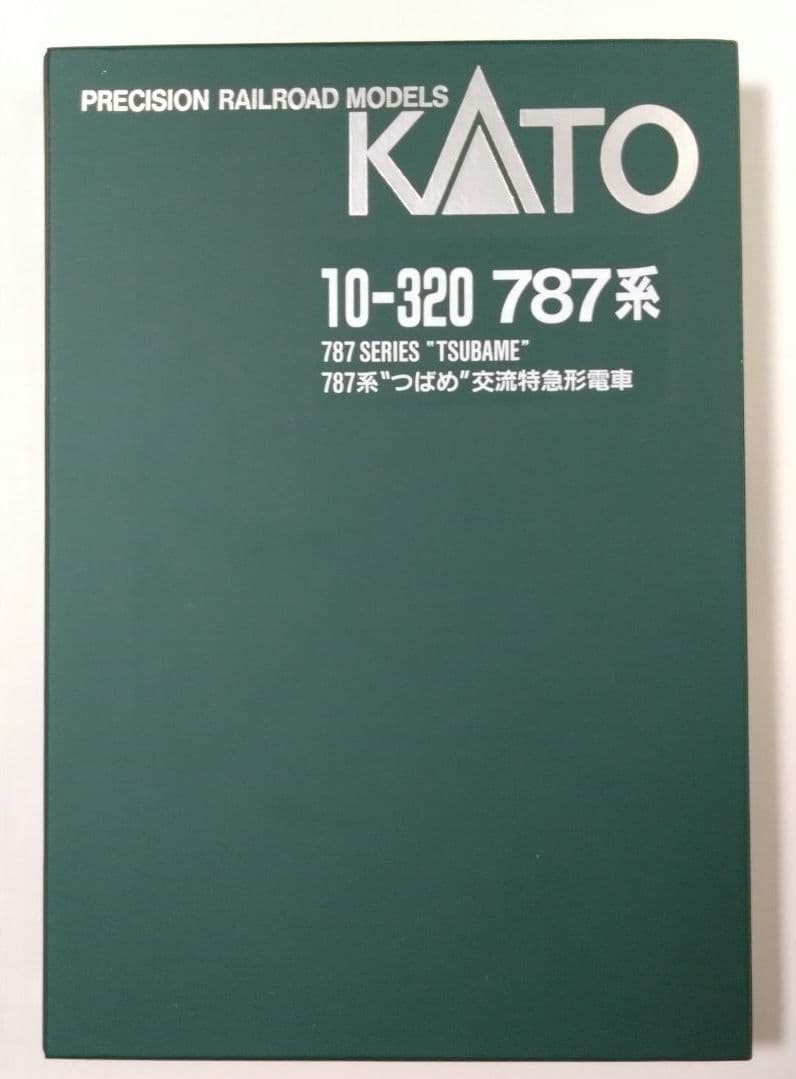 PRECISION RAILROAD MODELS
KATO
10-320 787系
787 SERIES "TSUBAME"
787系"つばめ"交流特急形電車